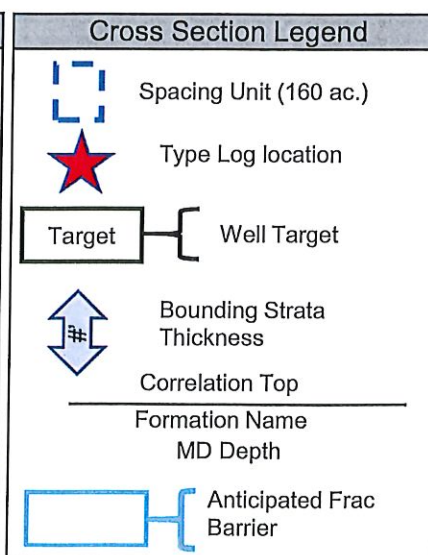 Cross Section Legend
Spacing Unit (160 ac.)
Type Log location
Target
Well Target
#
Bounding Strata
Thickness
Correlation Top
Formation Name
MD Depth
Anticipated Frac
Barrier